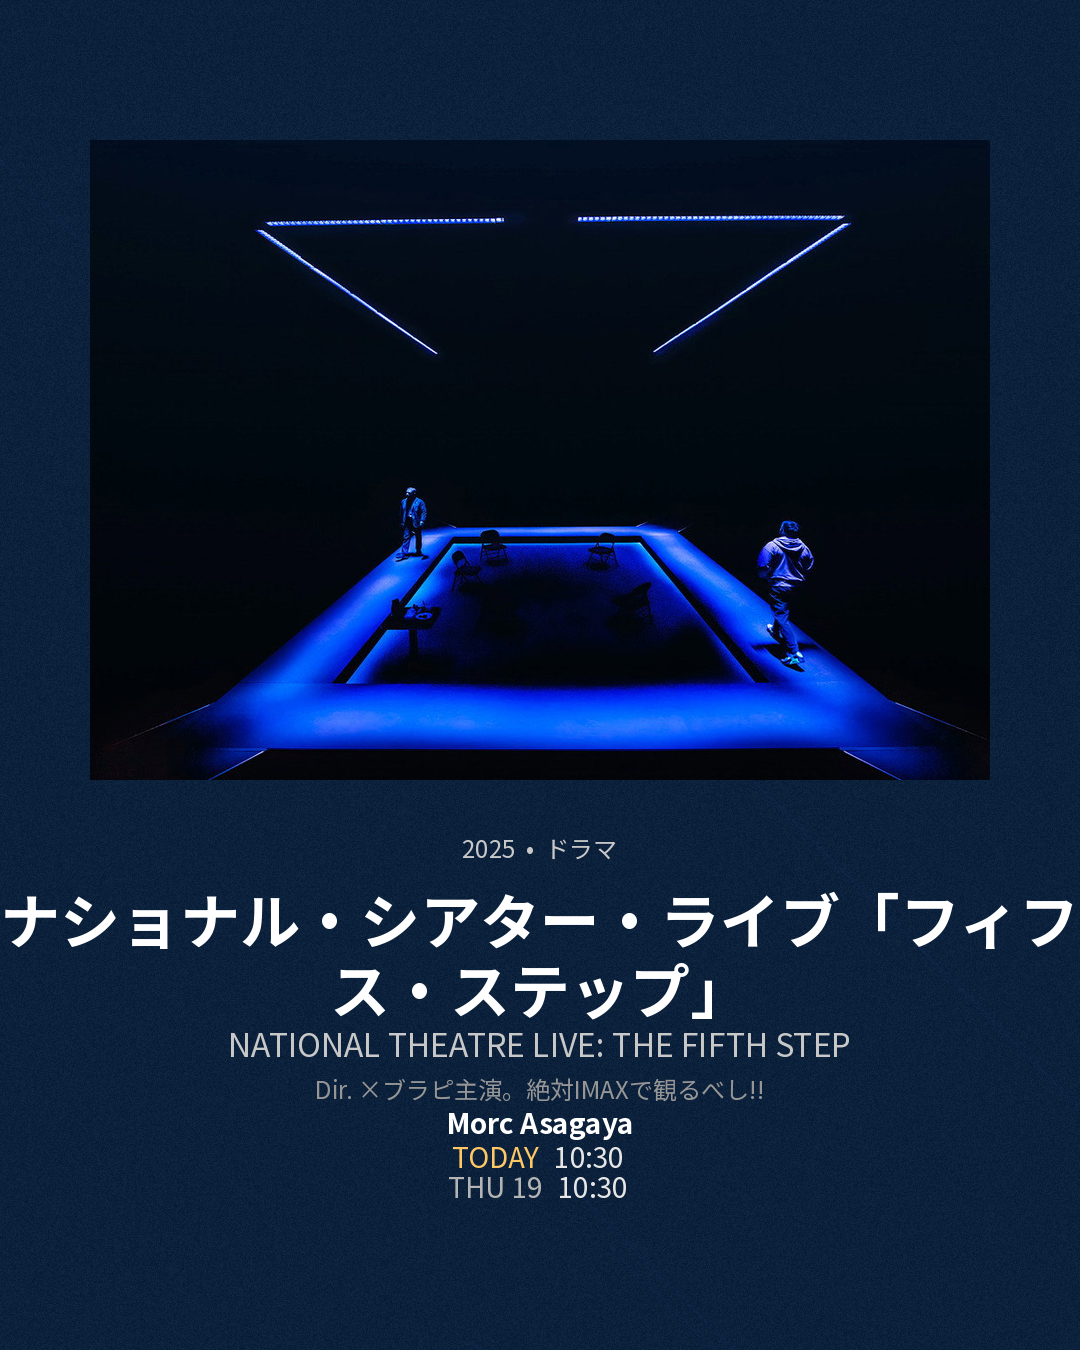 2025 • ドラマ
ナショナル・シアター・ライブ「フィフ
ス・ステップ」
NATIONAL THEATRE LIVE: THE FIFTH STEP
Dir. ×ブラピ主演。絶対IMAXで観るべし!!
Morc Asagaya
TODAY 10:30
THU 19 10:30